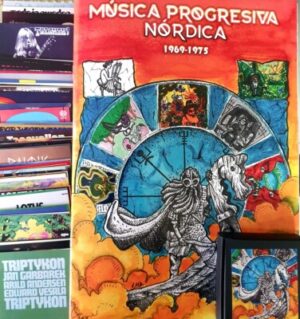 MÚSICA PROGRESIVA
NÓRDICA
1969-1975
LOTUS
TRIPTYKON
JAN GARBAREK
ARILD ANDERSEN
EDWARD VESALA
TRIPTYKON